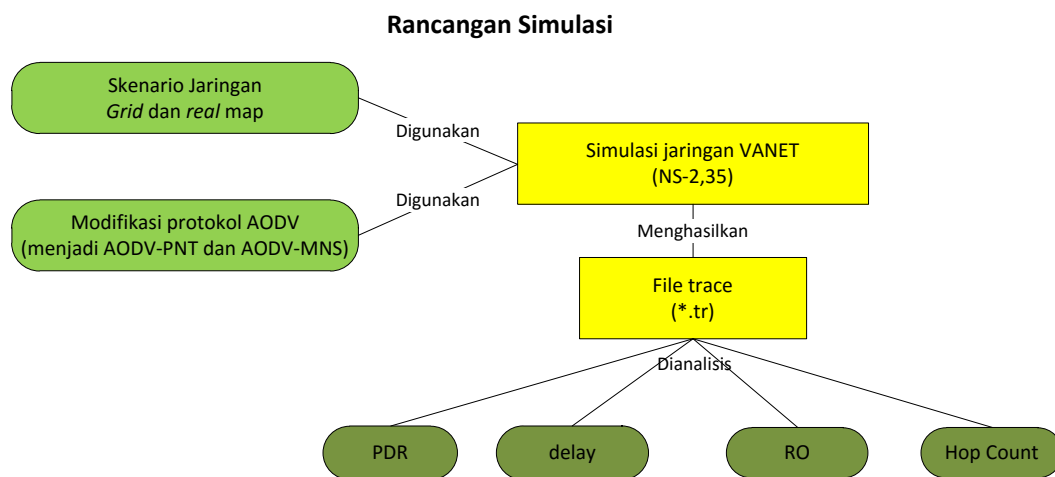 Rancangan Simulasi
Skenario Jaringan
Grid dan real map
Digunakan
Simulasi jaringan VANET
(NS-2,35)
Digunakan
Modifikasi protokol AODV
(menjadi AODV-PNT dan AODV-MNS)
Menghasilkan
File trace
(*.tr)
Dianalisis
PDR
delay
RO
Hop Count